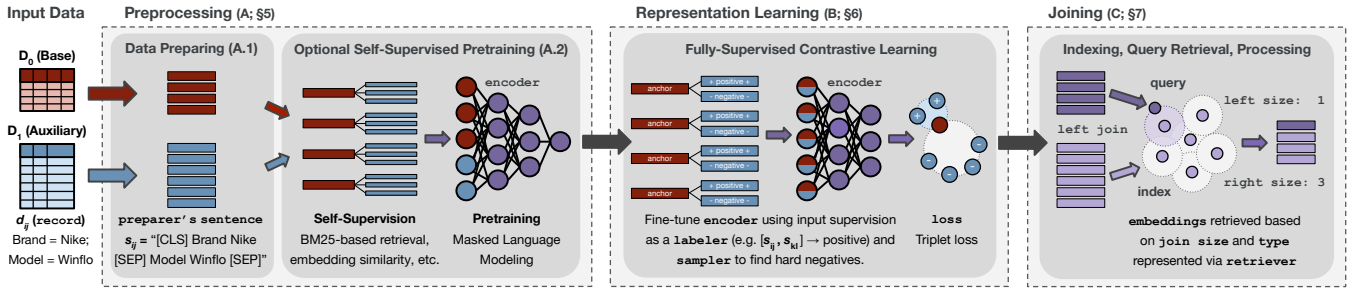 Input Data
D0 (Base)
D1 (Auxiliary)
dij (record)
Brand = Nike;
Model = Winflo
Preprocessing (A; §5)
Data Preparing (A.1)
preparer's sentence
sij = “[CLS] Brand Nike
[SEP] Model Winflo [SEP]”
Optional Self-Supervised Pretraining (A.2)
encoder
Self-Supervision
BM25-based retrieval,
embedding similarity, etc.
Pretraining
Masked Language
Modeling
Representation Learning (B; §6)
Fully-Supervised Contrastive Learning
anchor
+ positive +
- negative -
anchor
+ positive +
- negative -
anchor
+ positive +
- negative -
anchor
+ positive +
- negative -
encoder
+
+
-
-
-
-
-
Fine-tune encoder using input supervision
as a labeler (e.g. [sij, skl] → positive) and
sampler to find hard negatives.
loss
Triplet loss
Joining (C; §7)
Indexing, Query Retrieval, Processing
query
left size: 1
left join
right size: 3
index
embeddings retrieved based
on join size and type
represented via retriever